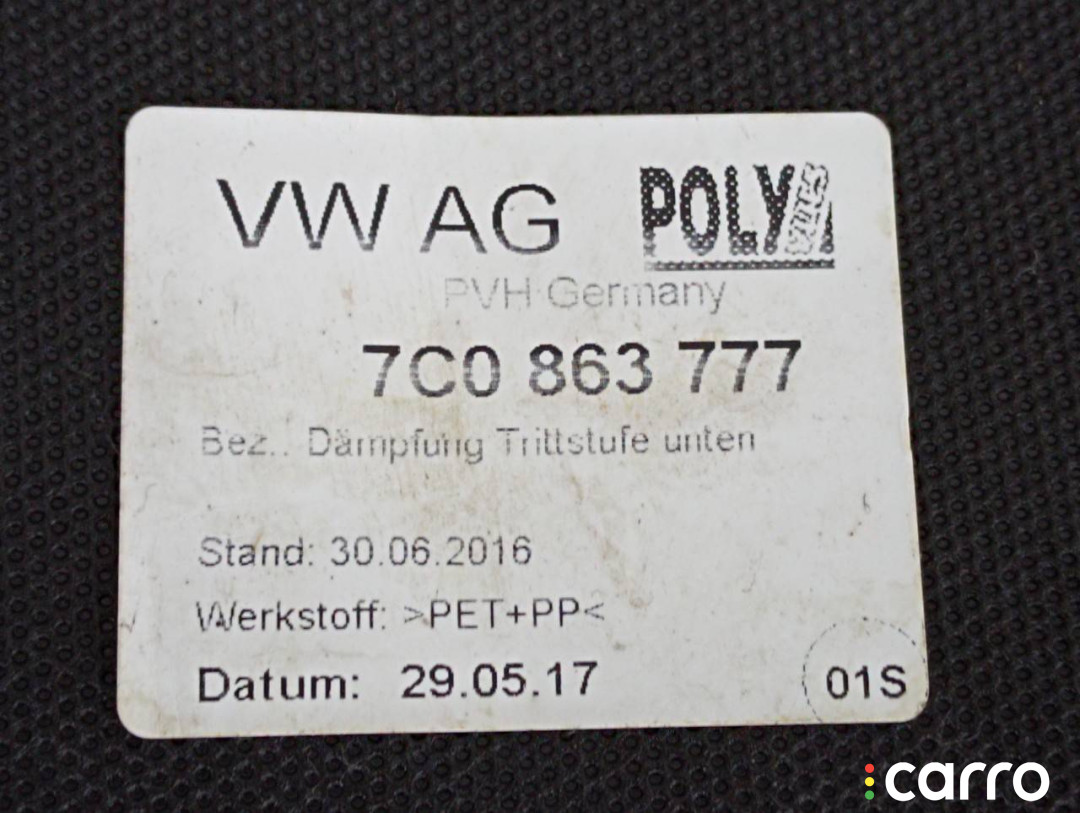 VW AG POLY
PVH Germany
7C0 863 777
Bez.: Dämpfung Trittstufe unten
Stand: 30.06.2016
Werkstoff: >PET+PP<
Datum: 29.05.17
01S
carro